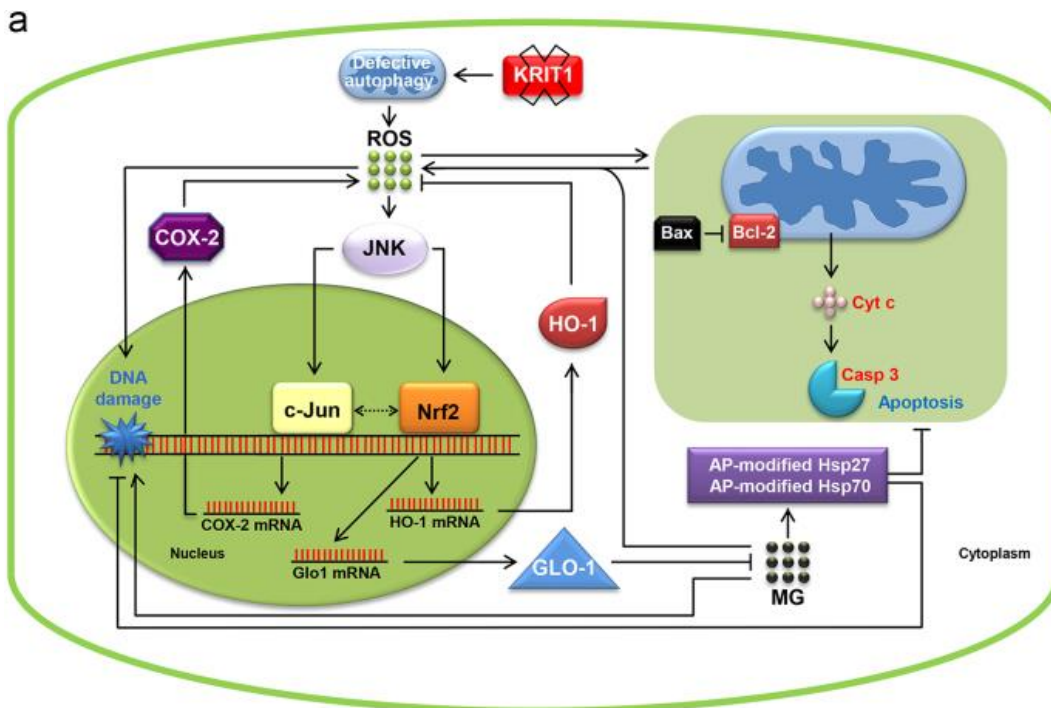 a
Defective
autophagy
KRIT1
ROS
COX-2
JNK
Bax
Bcl-2
Cyt c
HO-1
Casp 3
Apoptosis
DNA
damage
c-Jun
Nrf2
AP-modified Hsp27
AP-modified Hsp70
COX-2 mRNA
HO-1 mRNA
Nucleus
Glo1 mRNA
GLO-1
MG
Cytoplasm